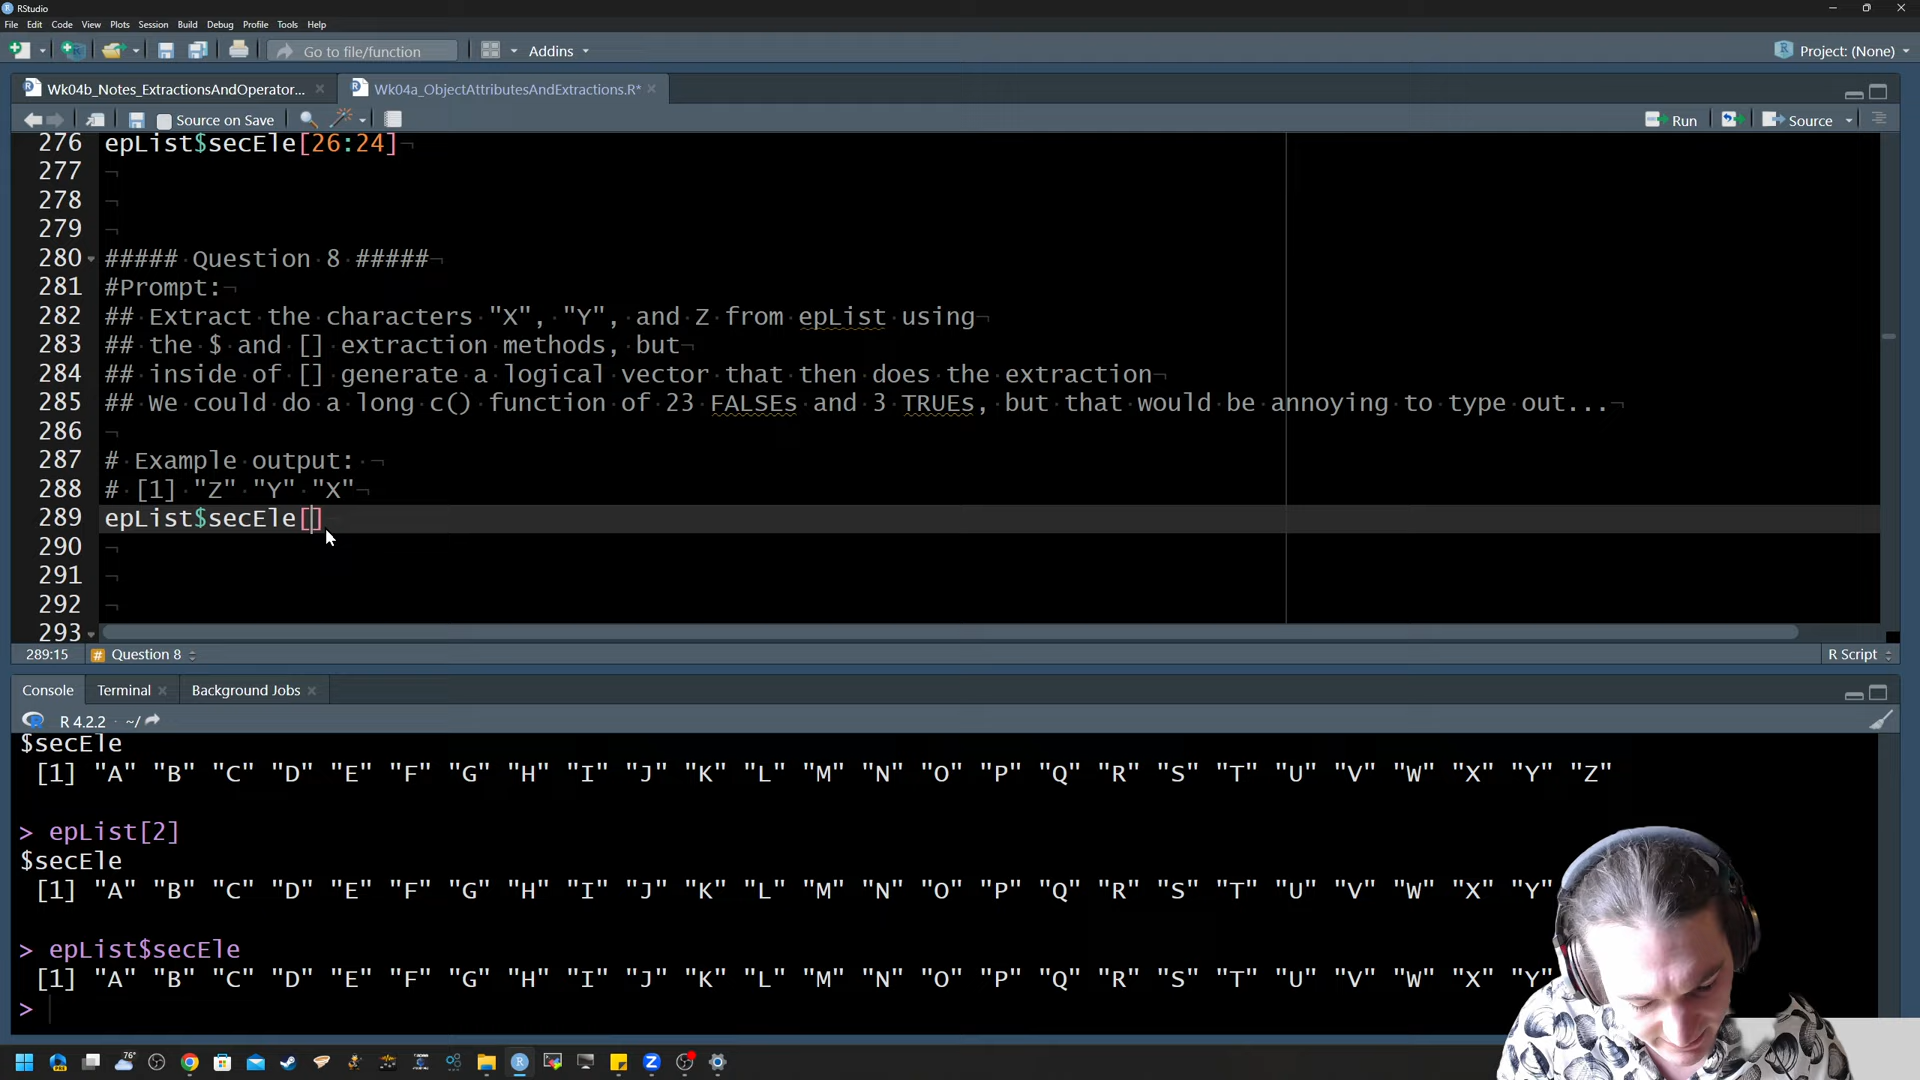 RStudio
File Edit Code View Plots Session Build Debug Profile Tools Help
Go to file/function Addins Project: (None)
Wk04b_Notes_ExtractionsAndOperator... Wk04a_ObjectAttributesAndExtractions.R*
Source on Save Run Source
276 epList$secEle[26:24]
277
278
279
280 ##### Question 8 #####
281 #Prompt:
282 ## Extract the characters "X", "Y", and Z from epList using
283 ## the $ and [] extraction methods, but
284 ## inside of [] generate a logical vector that then does the extraction
285 ## We could do a long c() function of 23 FALSEs and 3 TRUEs, but that would be annoying to type out...
286
287 # Example output:
288 # [1] "Z" "Y" "X"
289 epList$secEle[]
290
291
292
293
289:15 # Question 8 R Script
Console Terminal Background Jobs
R 4.2.2 · ~/
$secEle
[1] "A" "B" "C" "D" "E" "F" "G" "H" "I" "J" "K" "L" "M" "N" "O" "P" "Q" "R" "S" "T" "U" "V" "W" "X" "Y" "Z"
> epList[2]
$secEle
[1] "A" "B" "C" "D" "E" "F" "G" "H" "I" "J" "K" "L" "M" "N" "O" "P" "Q" "R" "S" "T" "U" "V" "W" "X" "Y"
> epList$secEle
[1] "A" "B" "C" "D" "E" "F" "G" "H" "I" "J" "K" "L" "M" "N" "O" "P" "Q" "R" "S" "T" "U" "V" "W" "X" "Y"
>
76°